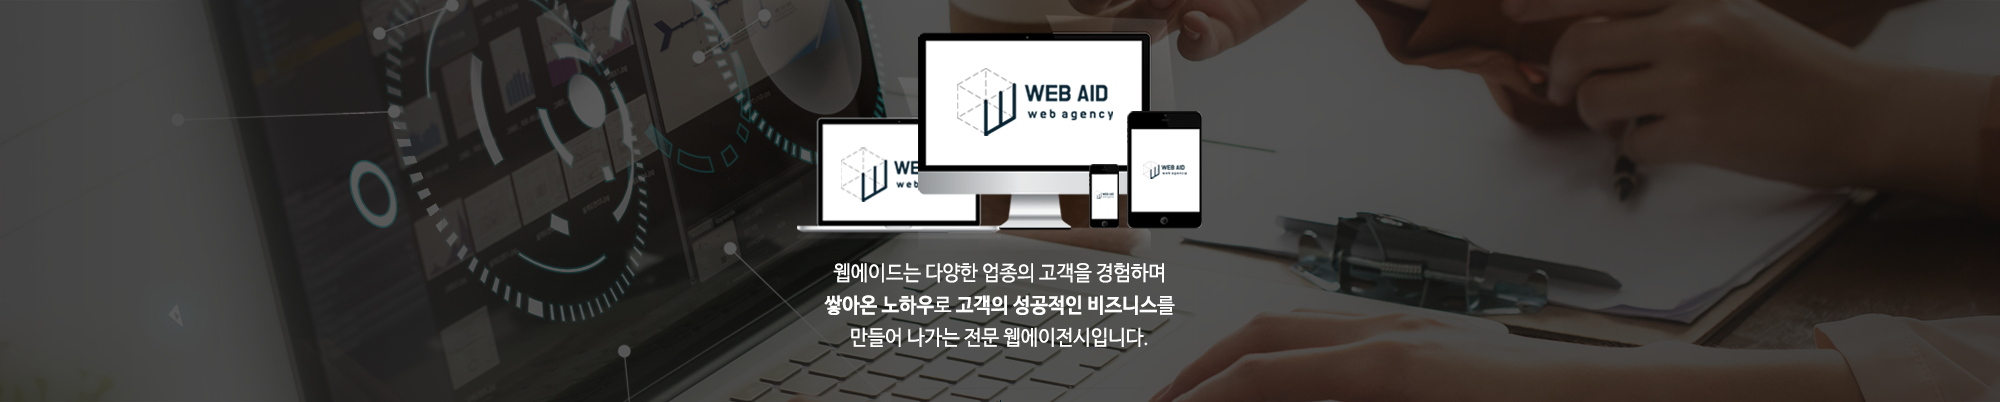 WEB AID
web agency
WE
web
WEB AID
web agency
WEB AID
웹에이드는 다양한 업종의 고객을 경험하며
쌓아온 노하우로 고객의 성공적인 비즈니스를
만들어 나가는 전문 웹에이전시입니다.